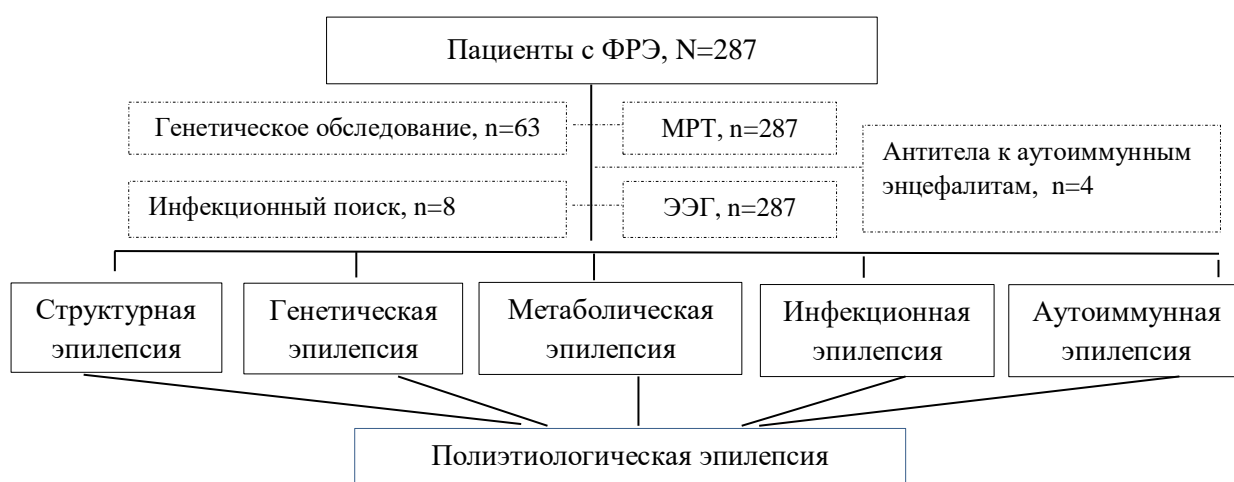 Пациенты с ФРЭ, N=287
Генетическое обследование, n=63
МРТ, n=287
Антитела к аутоиммунным
энцефалитам, n=4
Инфекционный поиск, n=8
ЭЭГ, n=287
Структурная
эпилепсия
Генетическая
эпилепсия
Метаболическая
эпилепсия
Инфекционная
эпилепсия
Аутоиммунная
эпилепсия
Полиэтиологическая эпилепсия